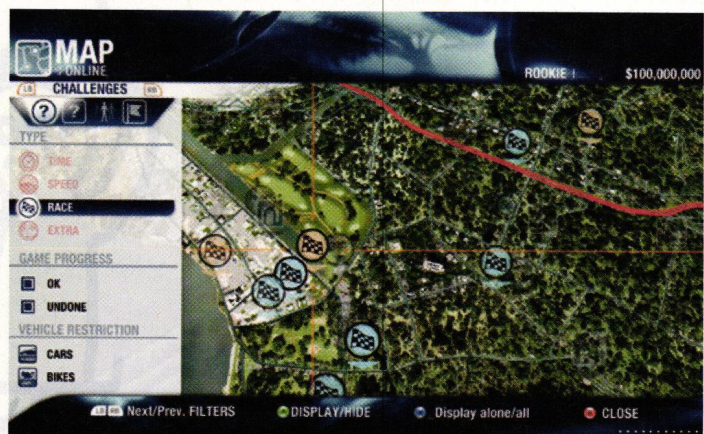 MAP
ONLINE
ROOKIE | $100,000,000
LB CHALLENGES RB
? ?
TYPE
TIME
SPEED
RACE
EXTRA
GAME PROGRESS
OK
UNDONE
VEHICLE RESTRICTION
CARS
BIKES
LB RB Next/Prev. FILTERS DISPLAY/HIDE Display alone/all CLOSE